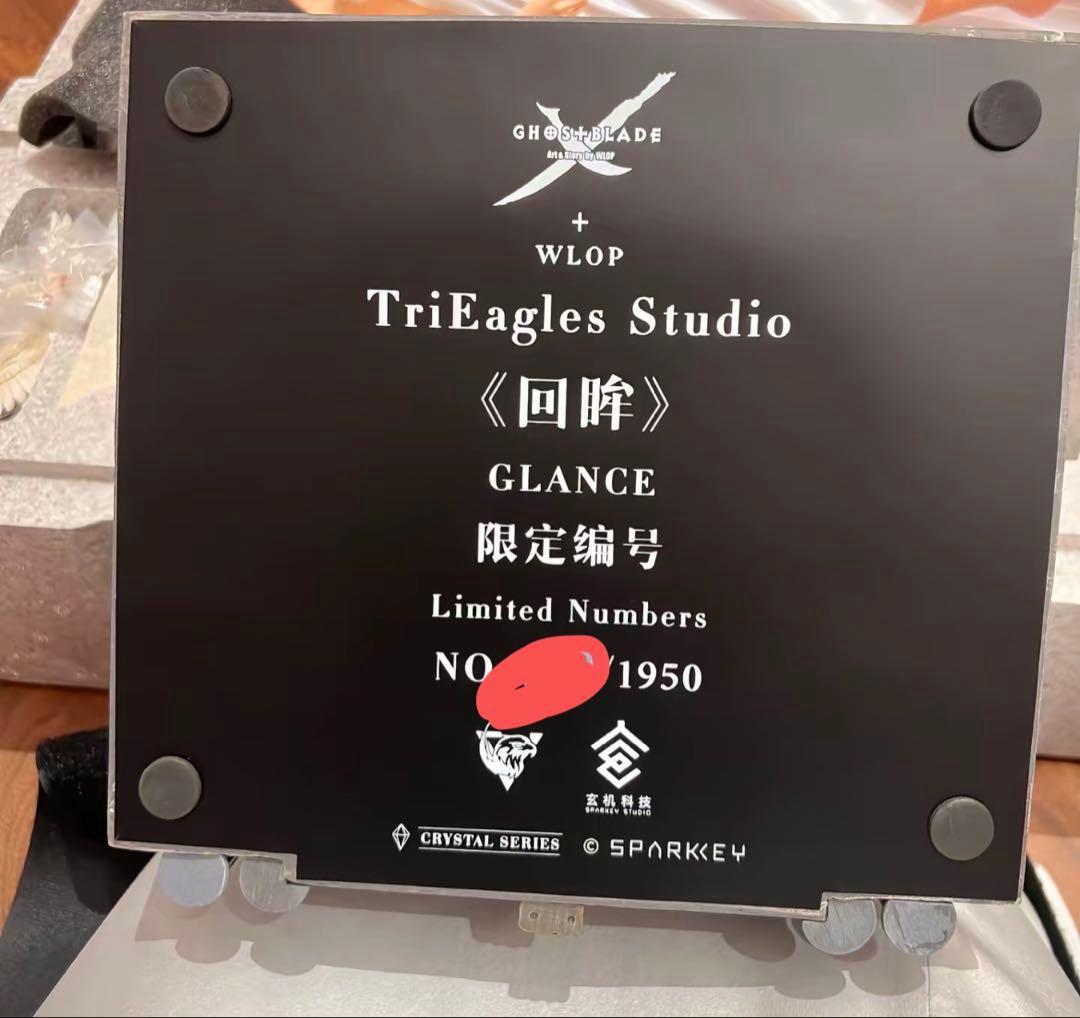 GHOSTBLADE
Art & Story by WLOP
+
WLOP
TriEagles Studio
《回眸》
GLANCE
限定编号
Limited Numbers
NO /1950
玄机科技
SPARKEY STUDIO
CRYSTAL SERIES © SPARKKEY